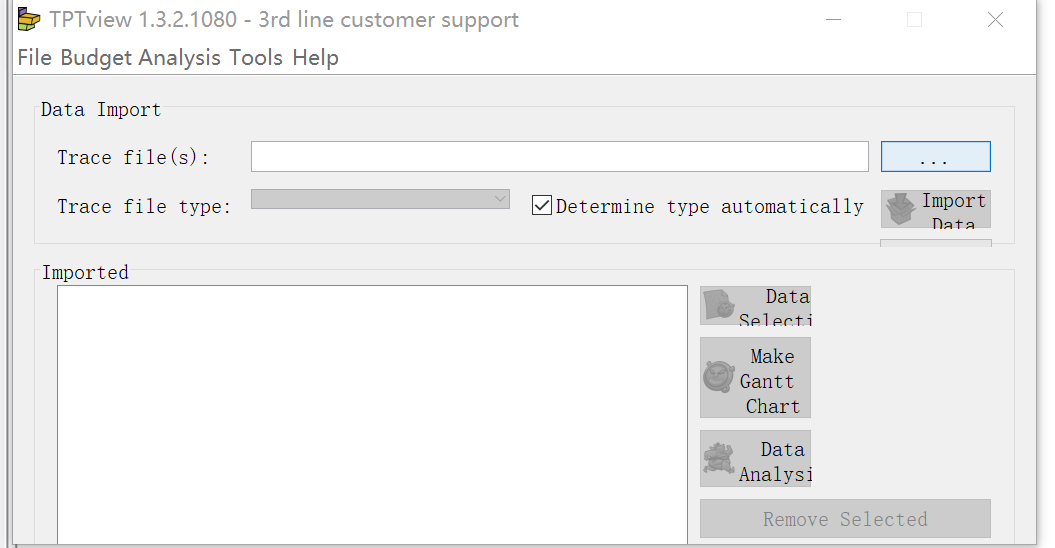 TPTview 1.3.2.1080 - 3rd line customer support
File Budget Analysis Tools Help
Data Import
Trace file(s):
...
Trace file type:
Determine type automatically
Import
Data
Imported
Data
Selecti
Make
Gantt
Chart
Data
Analysi
Remove Selected